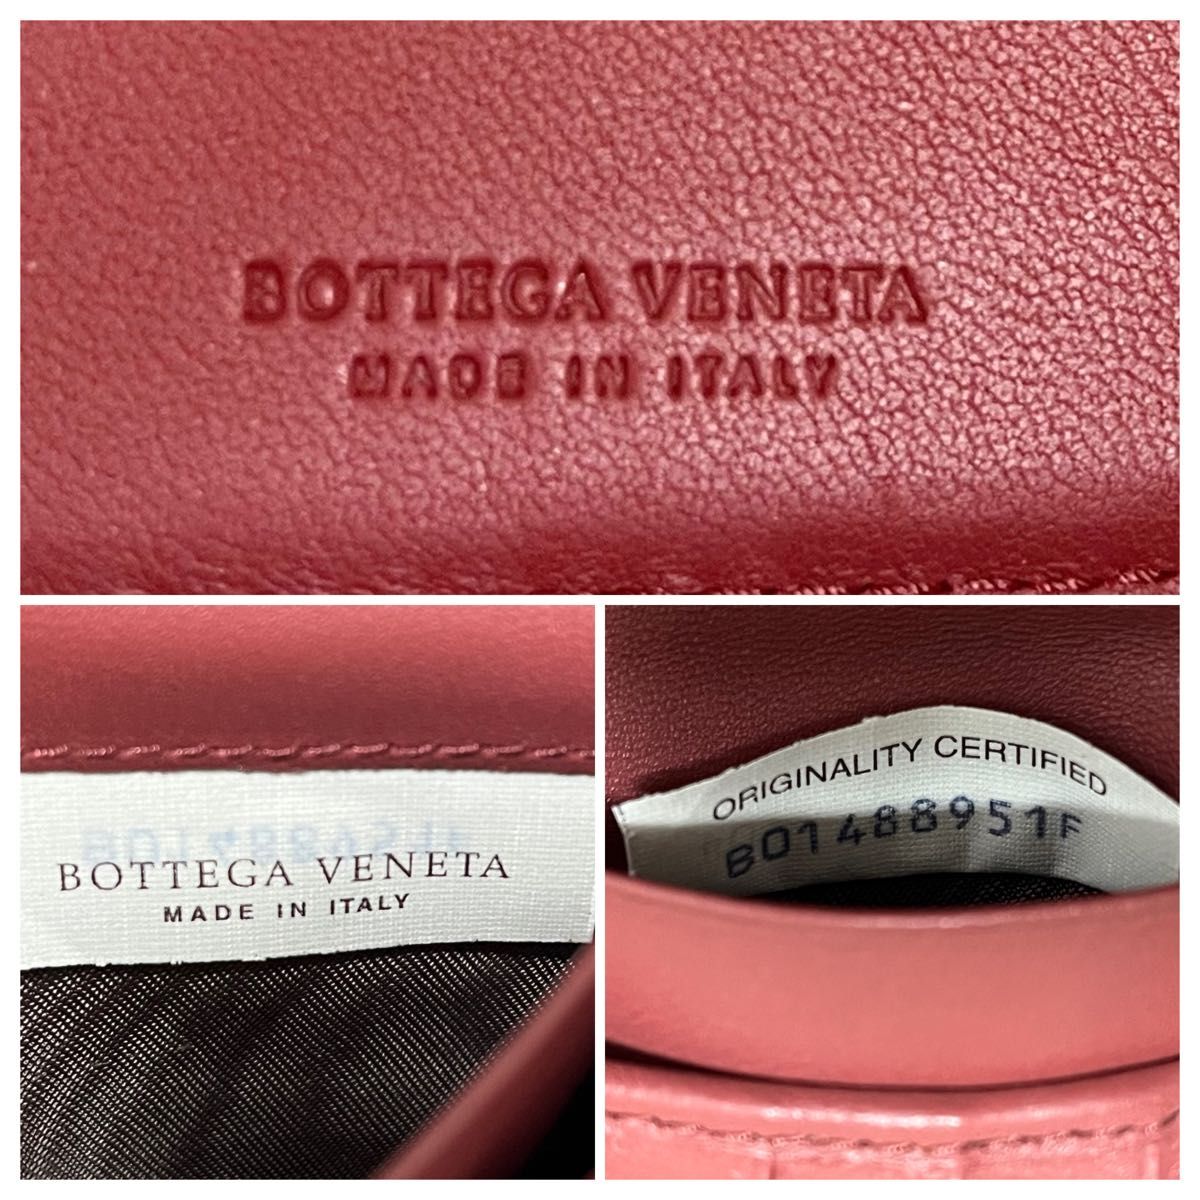 BOTTEGA VENETA
MADE IN ITALY
BOTTEGA VENETA
MADE IN ITALY
ORIGINALITY CERTIFIED
B01488951F